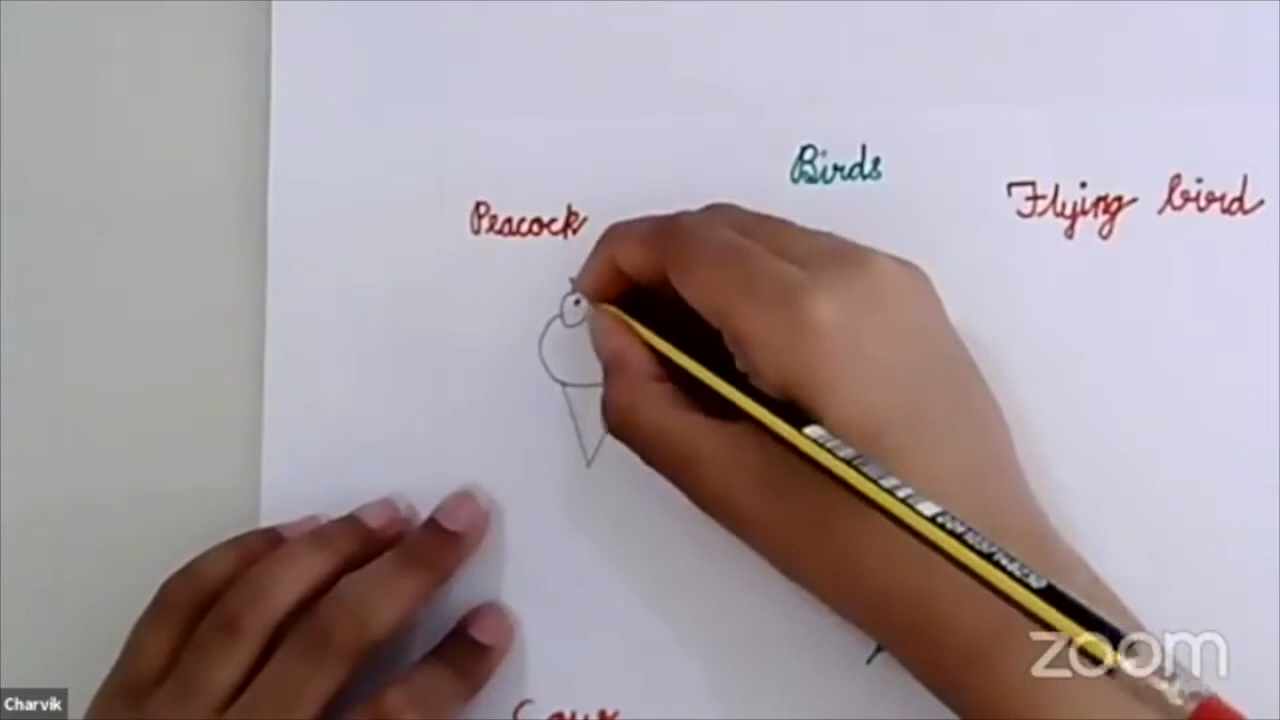 Birds
Peacock
Flying bird
zoom
Charvik